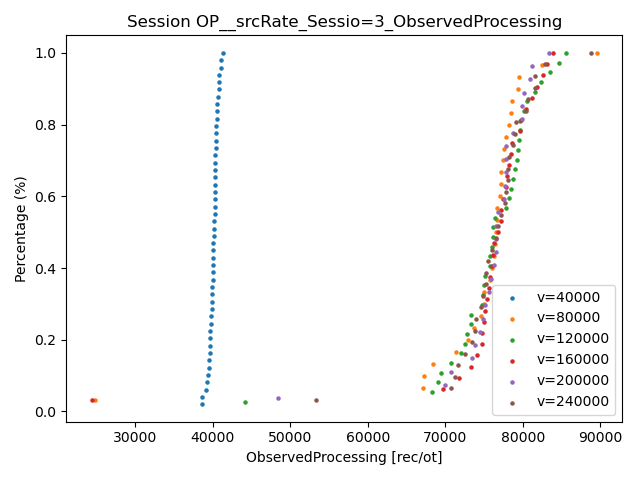 Session OP__srcRate_Sessio=3_ObservedProcessing
1.0
0.8
0.6
0.4
0.2
0.0
Percentage (%)
v=40000
v=80000
v=120000
v=160000
v=200000
v=240000
30000 40000 50000 60000 70000 80000 90000
ObservedProcessing [rec/ot]